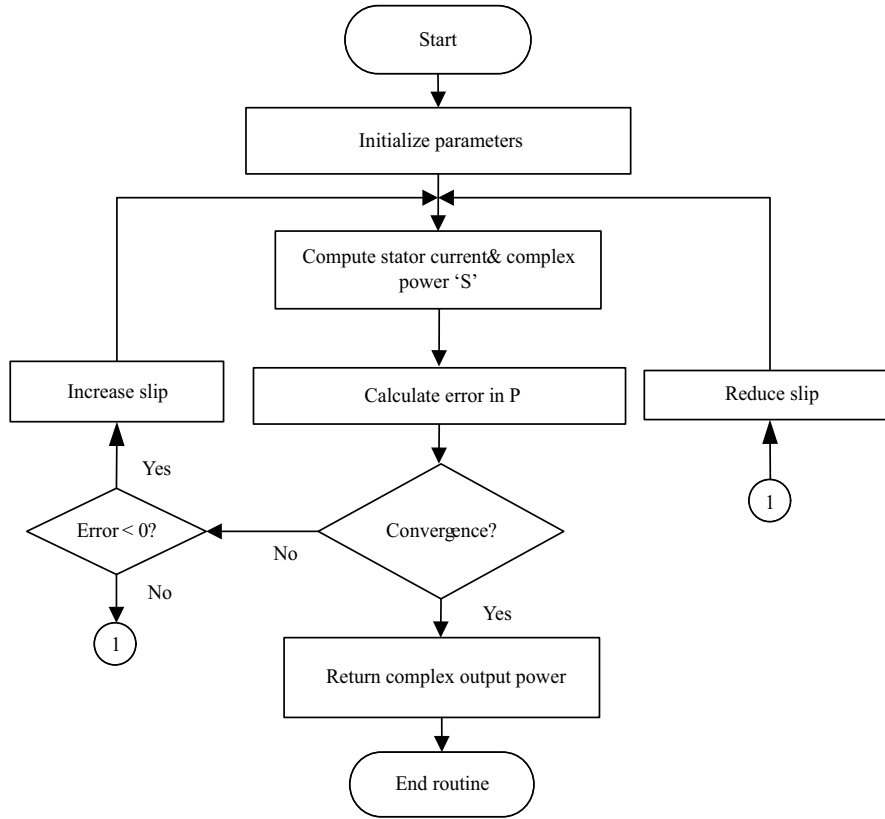 Start
Initialize parameters
Compute stator current& complex
power ‘S’
Increase slip
Calculate error in P
Reduce slip
Yes
1
Error < 0?
Convergence?
No
No
1
Yes
Return complex output power
End routine